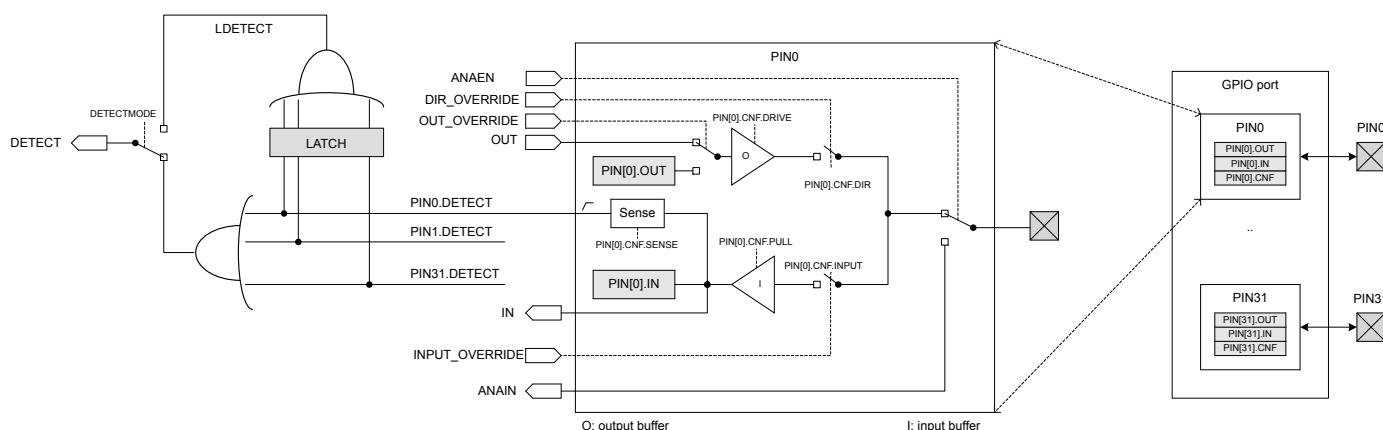 LDETECT
PIN0
ANAEN
GPIO port
DIR_OVERRIDE
DETECTMODE
OUT_OVERRIDE
PIN[0].CNF.DRIVE
PIN0
PIN0
DETECT
LATCH
OUT
O
PIN[0].OUT
PIN[0].IN
PIN[0].CNF
PIN[0].OUT
PIN[0].CNF.DIR
PIN0.DETECT
Sense
PIN1.DETECT
PIN[0].CNF.SENSE
PIN[0].CNF.PULL
..
PIN[0].CNF.INPUT
PIN31.DETECT
PIN[0].IN
I
PIN31
PIN31
IN
PIN[31].OUT
PIN[31].IN
PIN[31].CNF
INPUT_OVERRIDE
ANAIN
O: output buffer
I: input buffer